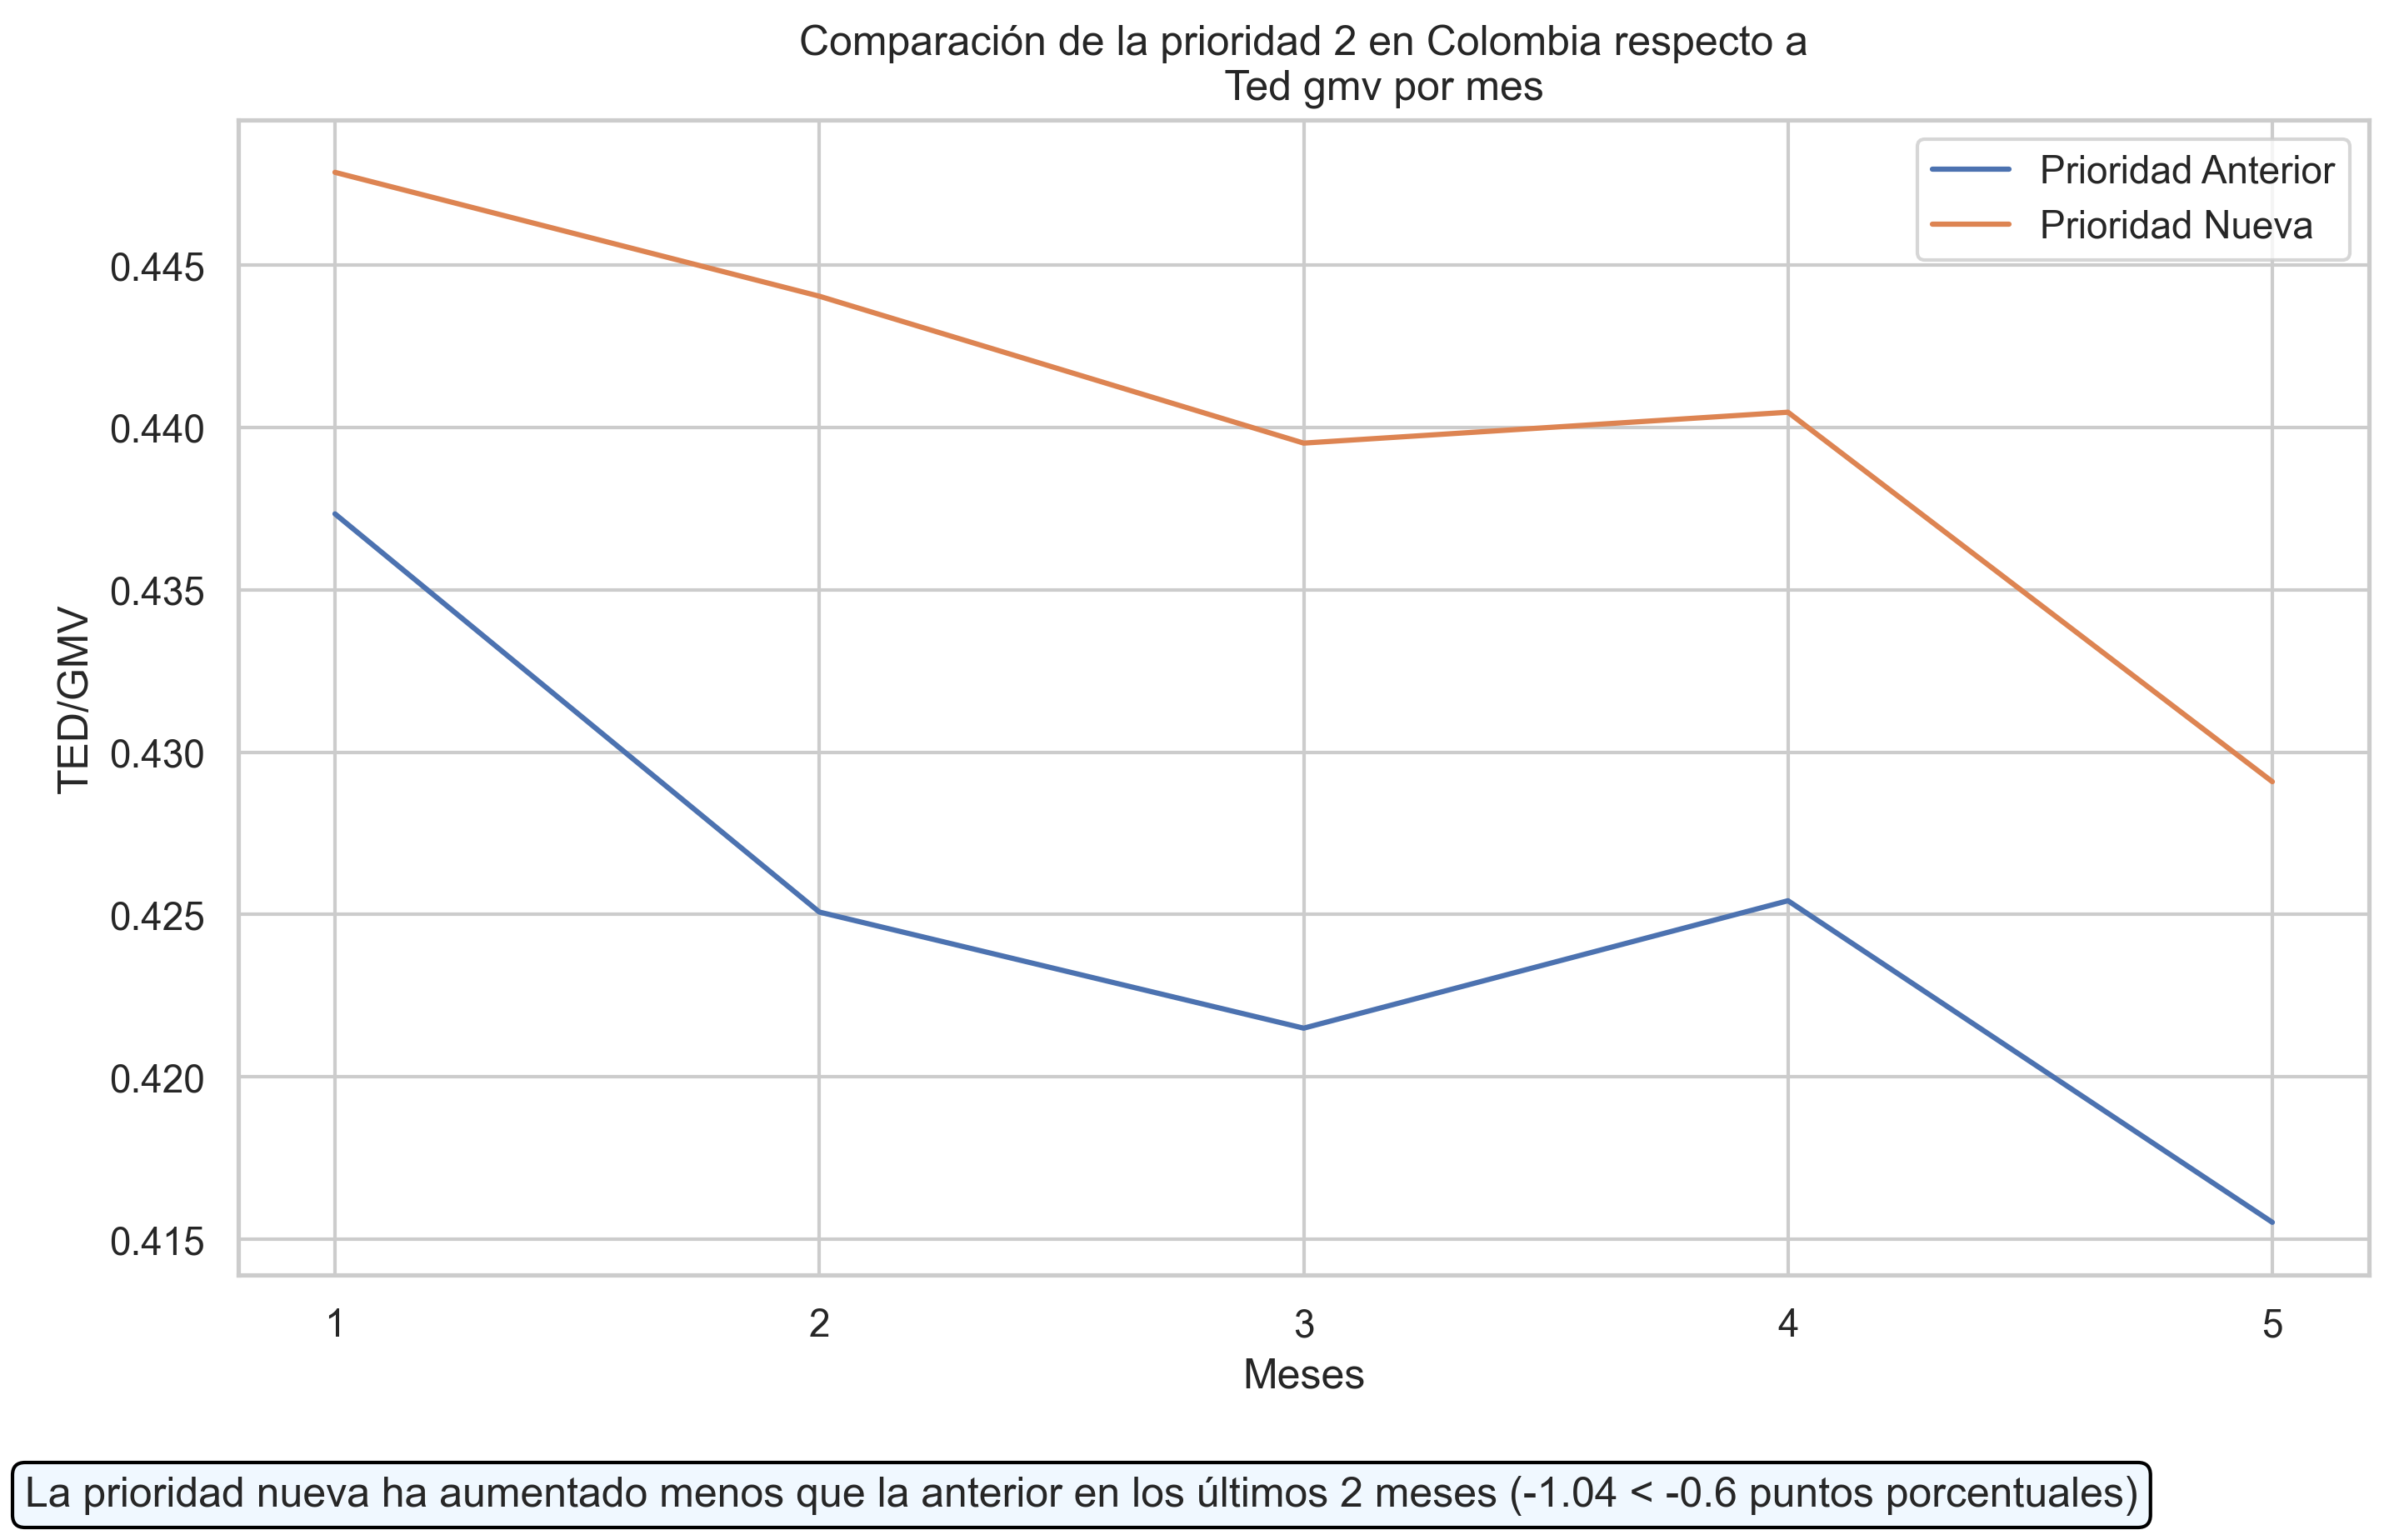 Comparación de la prioridad 2 en Colombia respecto a
Ted gmv por mes
Prioridad Anterior
Prioridad Nueva
TED/GMV
0.445
0.440
0.435
0.430
0.425
0.420
0.415
1
2
3
4
5
Meses
La prioridad nueva ha aumentado menos que la anterior en los últimos 2 meses (-1.04 < -0.6 puntos porcentuales)